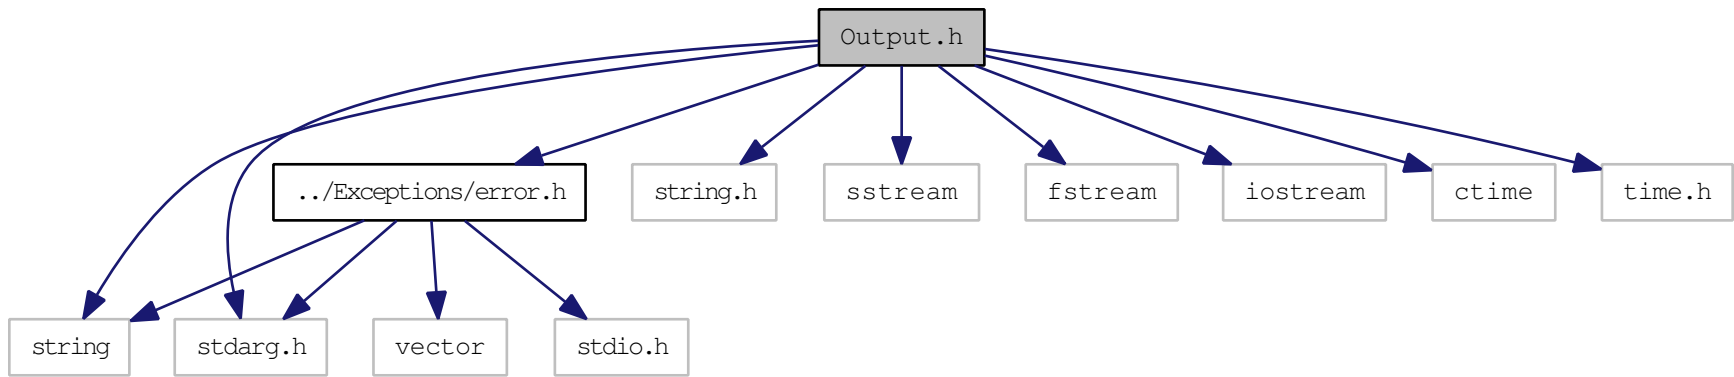 Output.h
../Exceptions/error.h
string.h
sstream
fstream
iostream
ctime
time.h
string
stdarg.h
vector
stdio.h